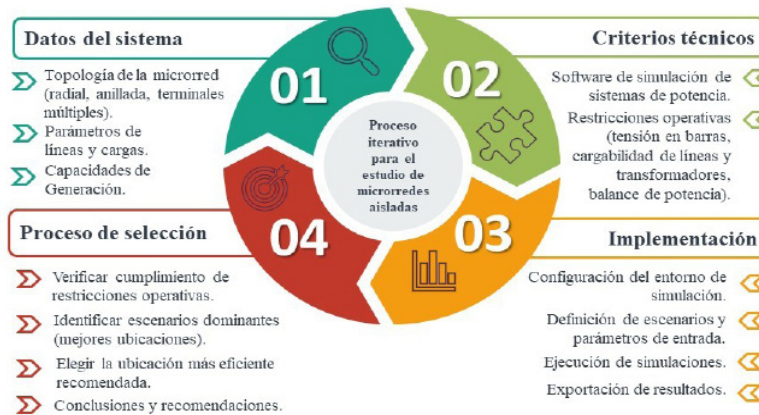 Datos del sistema
Topología de la microrred
(radial, anillada, terminales
múltiples).
Parámetros de
líneas y cargas.
Capacidades de
Generación.
01
02
Criterios técnicos
Software de simulación de
sistemas de potencia.
Restricciones operativas
(tensión en barras,
cargabilidad de líneas y
transformadores,
balance de potencia).
Proceso
iterativo
para el
estudio de
microrredes
aisladas
04
03
Proceso de selección
Verificar cumplimiento de
restricciones operativas.
Identificar escenarios dominantes
(mejores ubicaciones).
Elegir la ubicación más eficiente
recomendada.
Conclusiones y recomendaciones.
Implementación
Configuración del entorno de
simulación.
Definición de escenarios y
parámetros de entrada.
Ejecución de simulaciones.
Exportación de resultados.